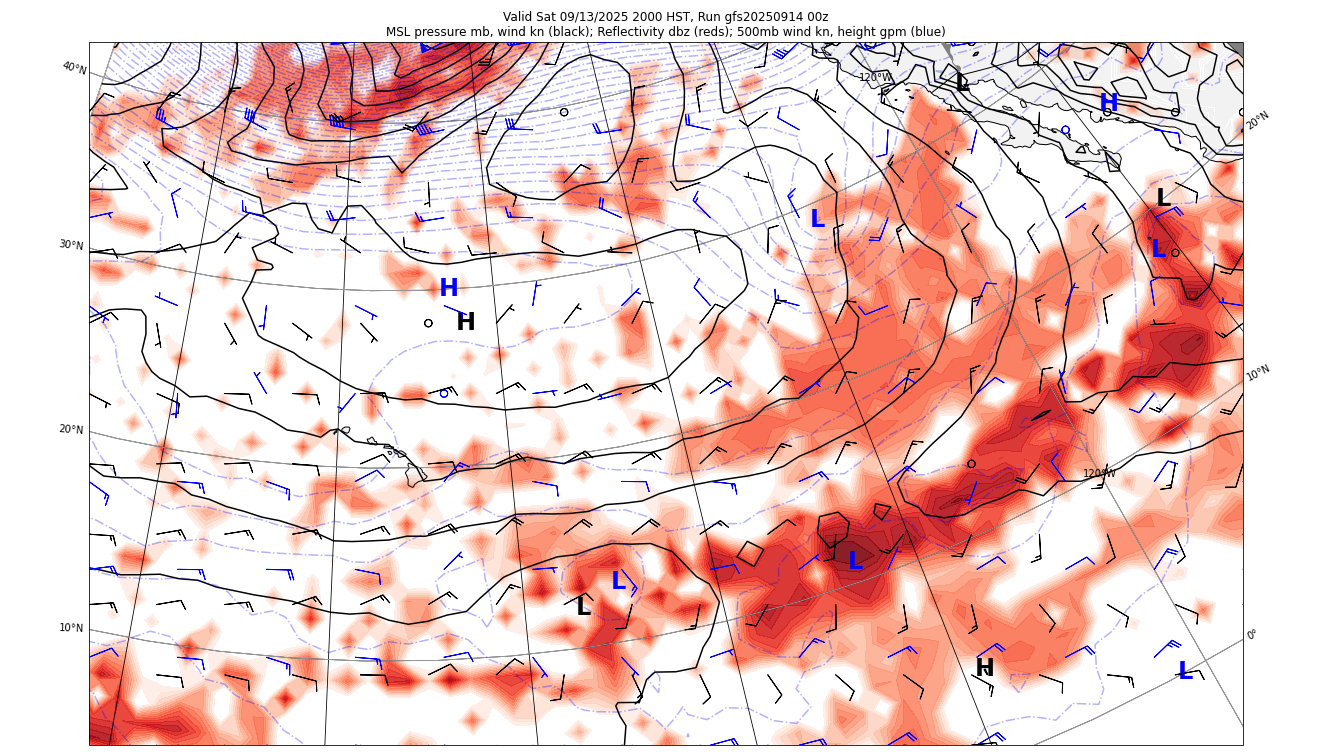 Valid Sat 09/13/2025 2000 HST, Run gfs20250914 00z
MSL pressure mb, wind kn (black); Reflectivity dbz (reds); 500mb wind kn, height gpm (blue)
40°N
120°W
L
H
20°N
L
L
30°N
L
H
H
10°N
20°N
120°W
L
L
L
10°N
0°
H
L